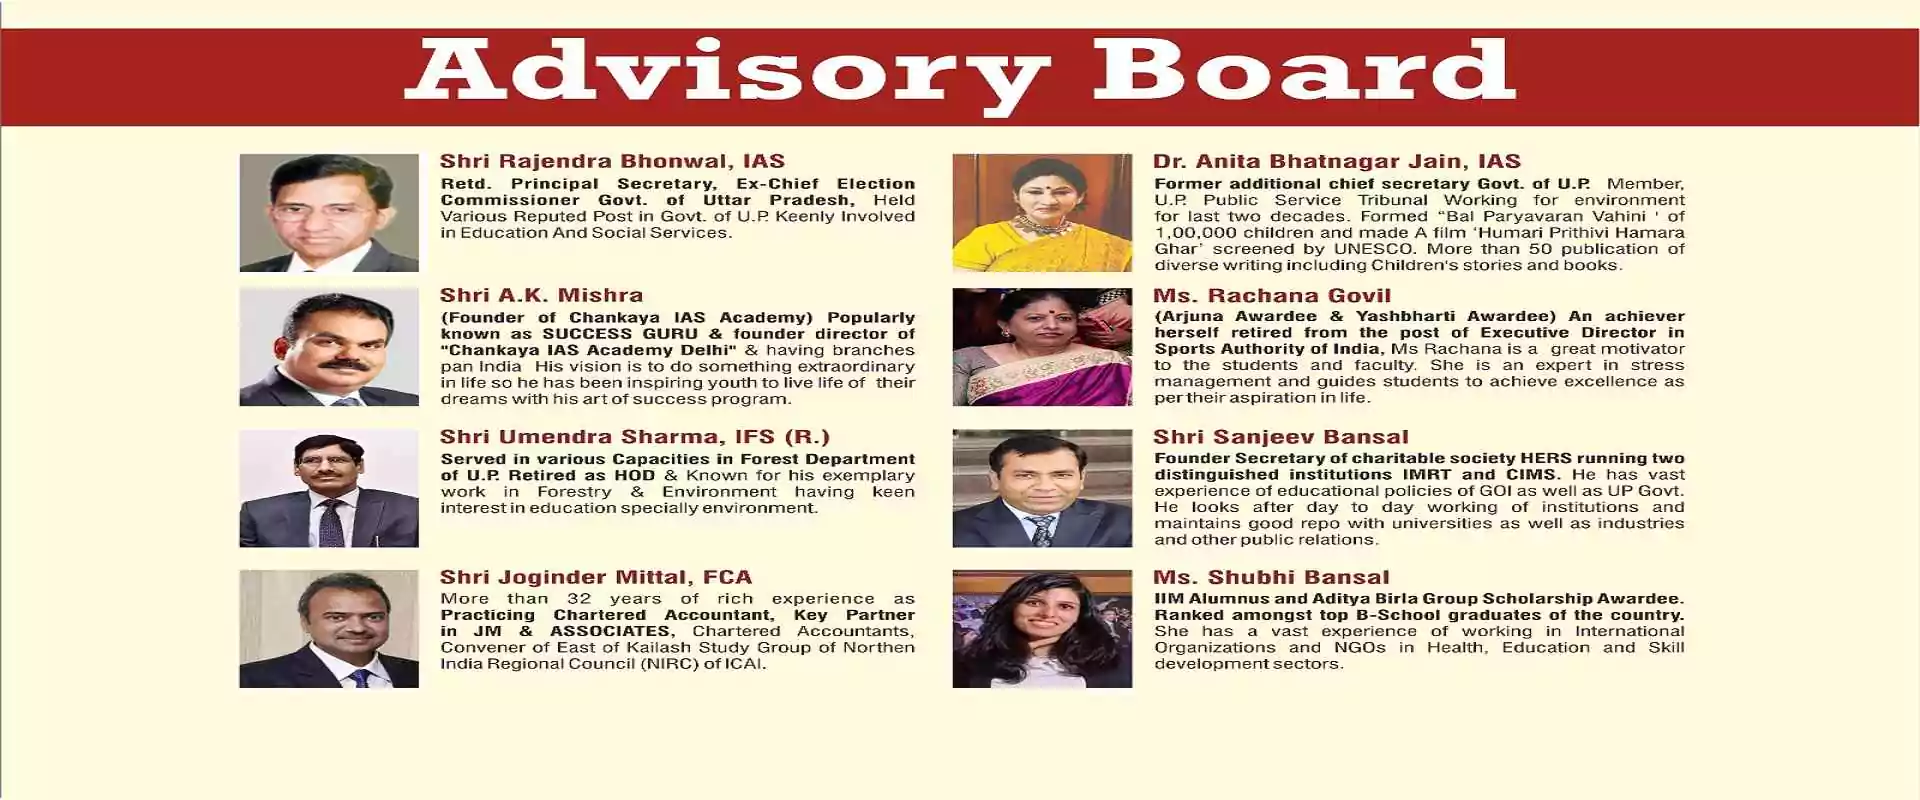 Advisory Board
Shri Rajendra Bhonwal, IAS
Retd. Principal Secretary, Ex-Chief Election
Commissioner Govt. of Uttar Pradesh, Held
Various Reputed Post in Govt. of U.P. Keenly Involved
in Education And Social Services.
Shri A.K. Mishra
(Founder of Chankaya IAS Academy) Popularly
known as SUCCESS GURU & founder director of
"Chankaya IAS Academy Delhi" & having branches
pan India His vision is to do something extraordinary
in life so he has been inspiring youth to live life of their
dreams with his art of success program.
Shri Umendra Sharma, IFS (R.)
Served in various Capacities in Forest Department
of U.P. Retired as HOD & Known for his exemplary
work in Forestry & Environment having keen
interest in education specially environment.
Shri Joginder Mittal, FCA
More than 32 years of rich experience as
Practicing Chartered Accountant, Key Partner
in JM & ASSOCIATES, Chartered Accountants,
Convener of East of Kailash Study Group of Northen
India Regional Council (NIRC) of ICAI.
Dr. Anita Bhatnagar Jain, IAS
Former additional chief secretary Govt. of U.P. Member,
U.P. Public Service Tribunal Working for environment
for last two decades. Formed "Bal Paryavaran Vahini ' of
1,00,000 children and made A film 'Humari Prithivi Hamara
Ghar' screened by UNESCO. More than 50 publication of
diverse writing including Children's stories and books.
Ms. Rachana Govil
(Arjuna Awardee & Yashbharti Awardee) An achiever
herself retired from the post of Executive Director in
Sports Authority of India, Ms Rachana is a great motivator
to the students and faculty. She is an expert in stress
management and guides students to achieve excellence as
per their aspiration in life.
Shri Sanjeev Bansal
Founder Secretary of charitable society HERS running two
distinguished institutions IMRT and CIMS. He has vast
experience of educational policies of GOI as well as UP Govt.
He looks after day to day working of institutions and
maintains good repo with universities as well as industries
and other public relations.
Ms. Shubhi Bansal
IIM Alumnus and Aditya Birla Group Scholarship Awardee.
Ranked amongst top B-School graduates of the country.
She has a vast experience of working in International
Organizations and NGOs in Health, Education and Skill
development sectors.